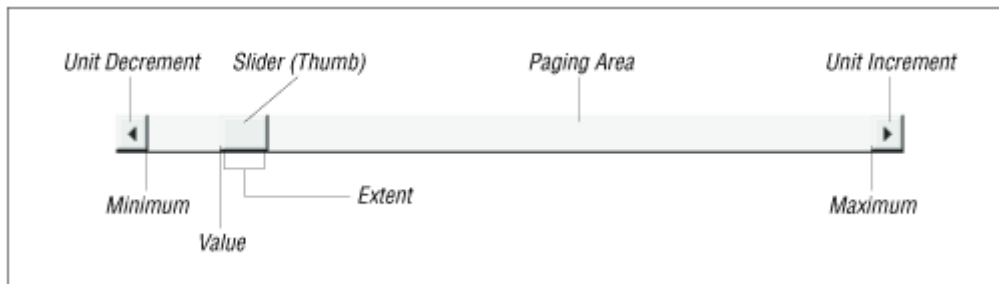 Unit Decrement
Slider (Thumb)
Paging Area
Unit Increment
Minimum
Extent
Maximum
Value